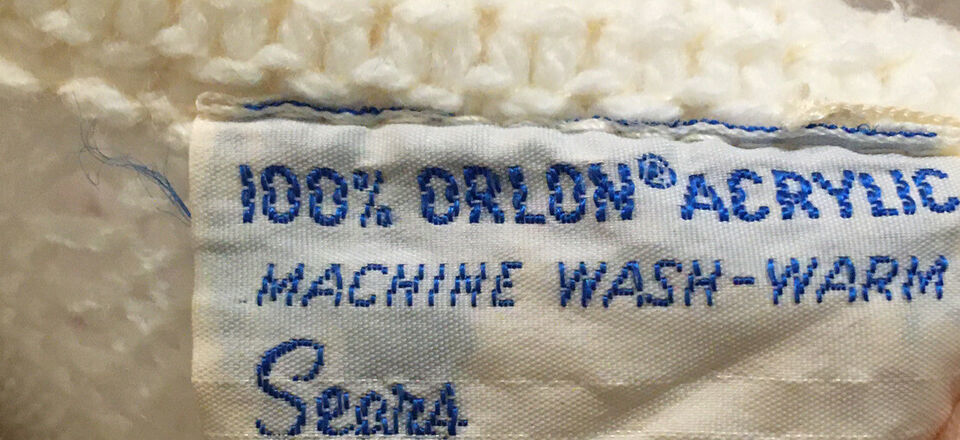 100% ORLON® ACRYLIC
MACHINE WASH-WARM
Sears